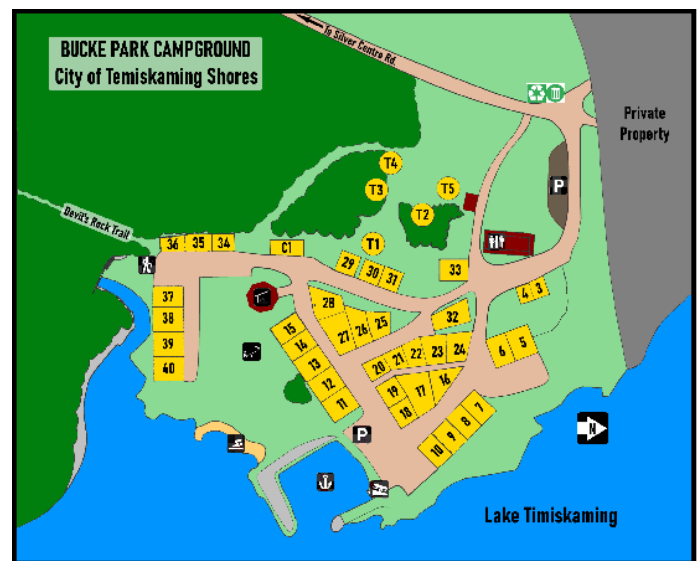 BUCKE PARK CAMPGROUND
City of Temiskaming Shores
To Silver Centre Rd.
Private
Property
P
T4
T3
T5
T2
T1
Devil's Rock Trail
36 35 34
C1
29 30 31
33
4 3
37
38
39
40
28
27 26 25
32
15
14
13
12
11
20 21 22 23 24
19
18 17 16
6 5
10 9 8 7
P
N
Lake Timiskaming